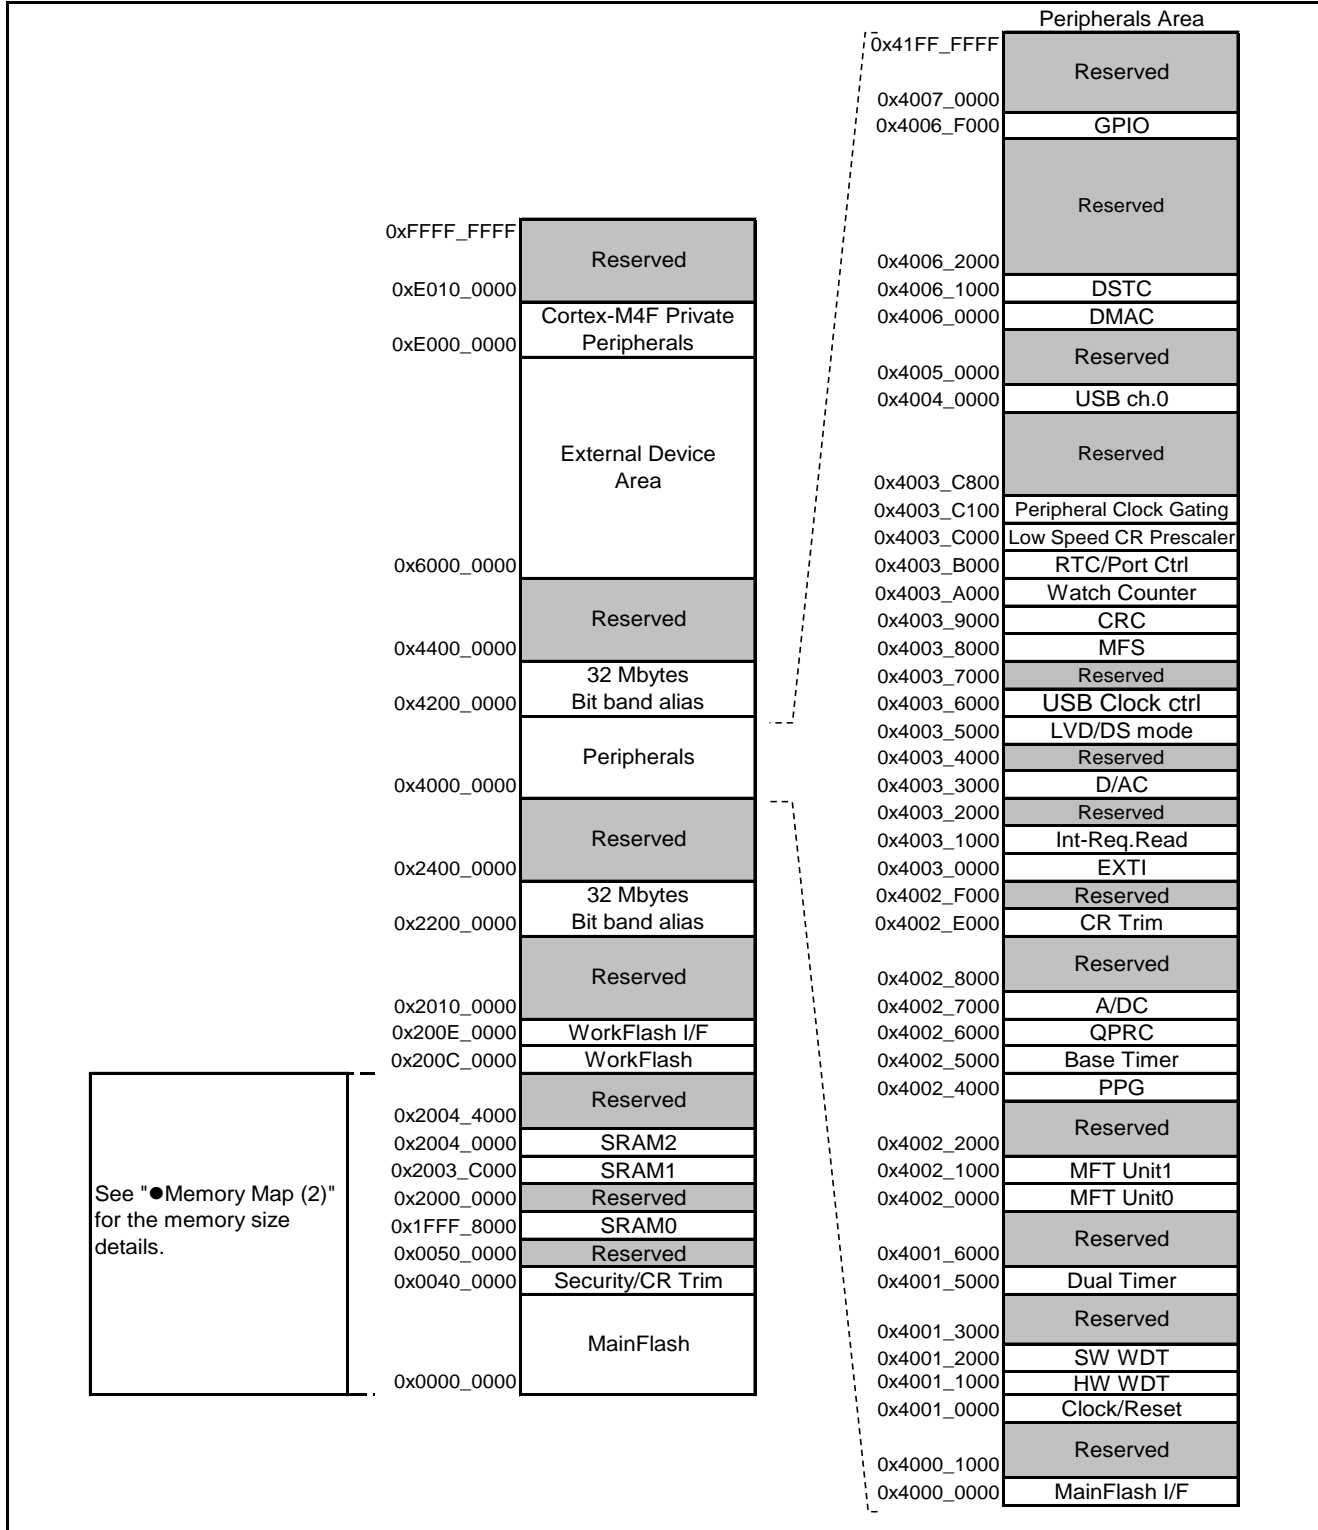 Peripherals Area
0x41FF_FFFF
Reserved
0x4007_0000
0x4006_F000 GPIO
Reserved
0x4006_2000
0x4006_1000 DSTC
0x4006_0000 DMAC
Reserved
0x4005_0000
0x4004_0000 USB ch.0
Reserved
0x4003_C800
0x4003_C100 Peripheral Clock Gating
0x4003_C000 Low Speed CR Prescaler
0x4003_B000 RTC/Port Ctrl
0x4003_A000 Watch Counter
0x4003_9000 CRC
0x4003_8000 MFS
0x4003_7000 Reserved
0x4003_6000 USB Clock ctrl
0x4003_5000 LVD/DS mode
0x4003_4000 Reserved
0x4003_3000 D/AC
0x4003_2000 Reserved
0x4003_1000 Int-Req.Read
0x4003_0000 EXTI
0x4002_F000 Reserved
0x4002_E000 CR Trim
Reserved
0x4002_8000
0x4002_7000 A/DC
0x4002_6000 QPRC
0x4002_5000 Base Timer
0x4002_4000 PPG
Reserved
0x4002_2000
0x4002_1000 MFT Unit1
0x4002_0000 MFT Unit0
Reserved
0x4001_6000
0x4001_5000 Dual Timer
Reserved
0x4001_3000
0x4001_2000 SW WDT
0x4001_1000 HW WDT
0x4001_0000 Clock/Reset
Reserved
0x4000_1000
0x4000_0000 MainFlash I/F
0xFFFF_FFFF
Reserved
0xE010_0000
Cortex-M4F Private
0xE000_0000 Peripherals
External Device
Area
0x6000_0000
Reserved
0x4400_0000
32 Mbytes
0x4200_0000 Bit band alias
Peripherals
0x4000_0000
Reserved
0x2400_0000
32 Mbytes
0x2200_0000 Bit band alias
Reserved
0x2010_0000
0x200E_0000 WorkFlash I/F
0x200C_0000 WorkFlash
Reserved
0x2004_4000
0x2004_0000 SRAM2
0x2003_C000 SRAM1
0x2000_0000 Reserved
0x1FFF_8000 SRAM0
0x0050_0000 Reserved
0x0040_0000 Security/CR Trim
MainFlash
0x0000_0000
See "●Memory Map (2)"
for the memory size
details.